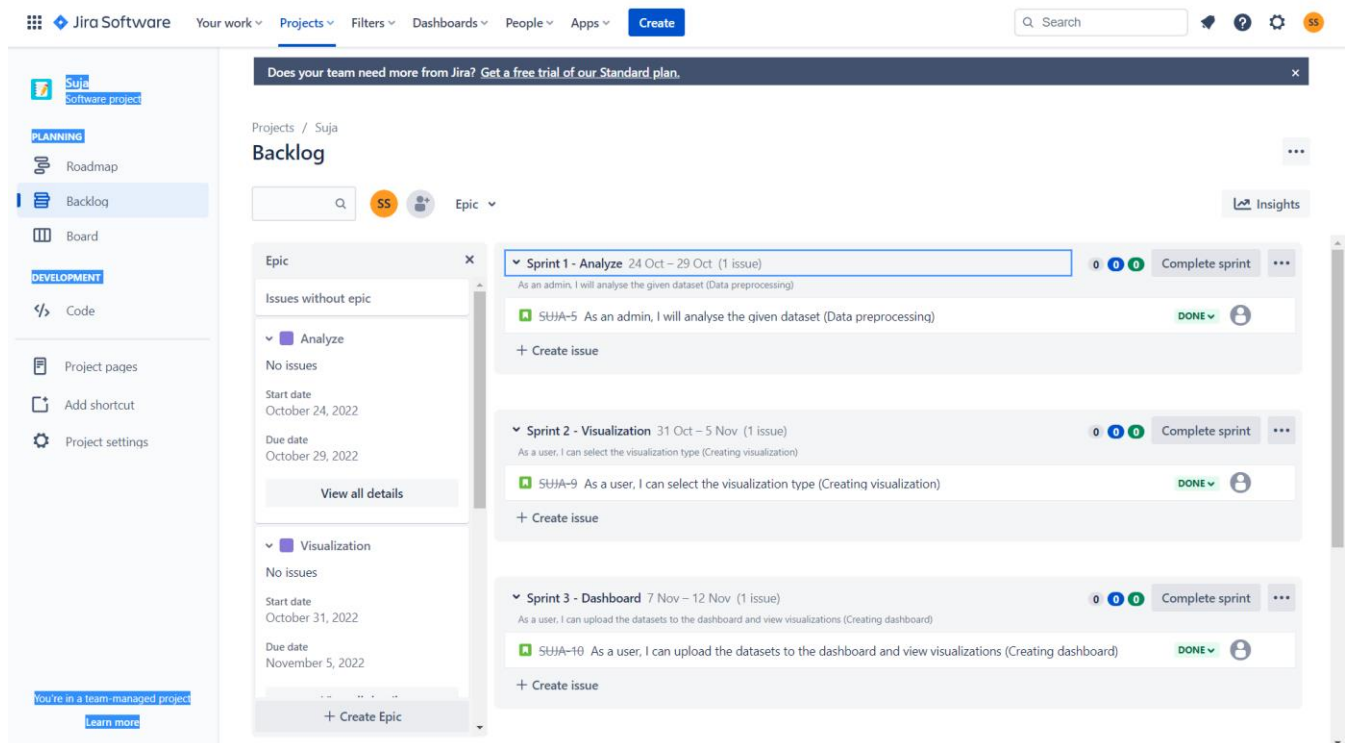 Jira Software Your work Projects Filters Dashboards People Apps Create Search SS
Suja
Software project
PLANNING
Roadmap
Backlog
Board
DEVELOPMENT
Code
Project pages
Add shortcut
Project settings
You're in a team-managed project
Learn more
Does your team need more from Jira? Get a free trial of our Standard plan.
Projects / Suja
Backlog
SS Epic Insights
Epic
Issues without epic
Analyze
No issues
Start date
October 24, 2022
Due date
October 29, 2022
View all details
Visualization
No issues
Start date
October 31, 2022
Due date
November 5, 2022
+ Create Epic
Sprint 1 - Analyze 24 Oct – 29 Oct (1 issue) 0 0 0 Complete sprint
As an admin, I will analyse the given dataset (Data preprocessing)
SUJA-5 As an admin, I will analyse the given dataset (Data preprocessing) DONE
+ Create issue
Sprint 2 - Visualization 31 Oct – 5 Nov (1 issue) 0 0 0 Complete sprint
As a user, I can select the visualization type (Creating visualization)
SUJA-9 As a user, I can select the visualization type (Creating visualization) DONE
+ Create issue
Sprint 3 - Dashboard 7 Nov – 12 Nov (1 issue) 0 0 0 Complete sprint
As a user, I can upload the datasets to the dashboard and view visualizations (Creating dashboard)
SUJA-10 As a user, I can upload the datasets to the dashboard and view visualizations (Creating dashboard) DONE
+ Create issue